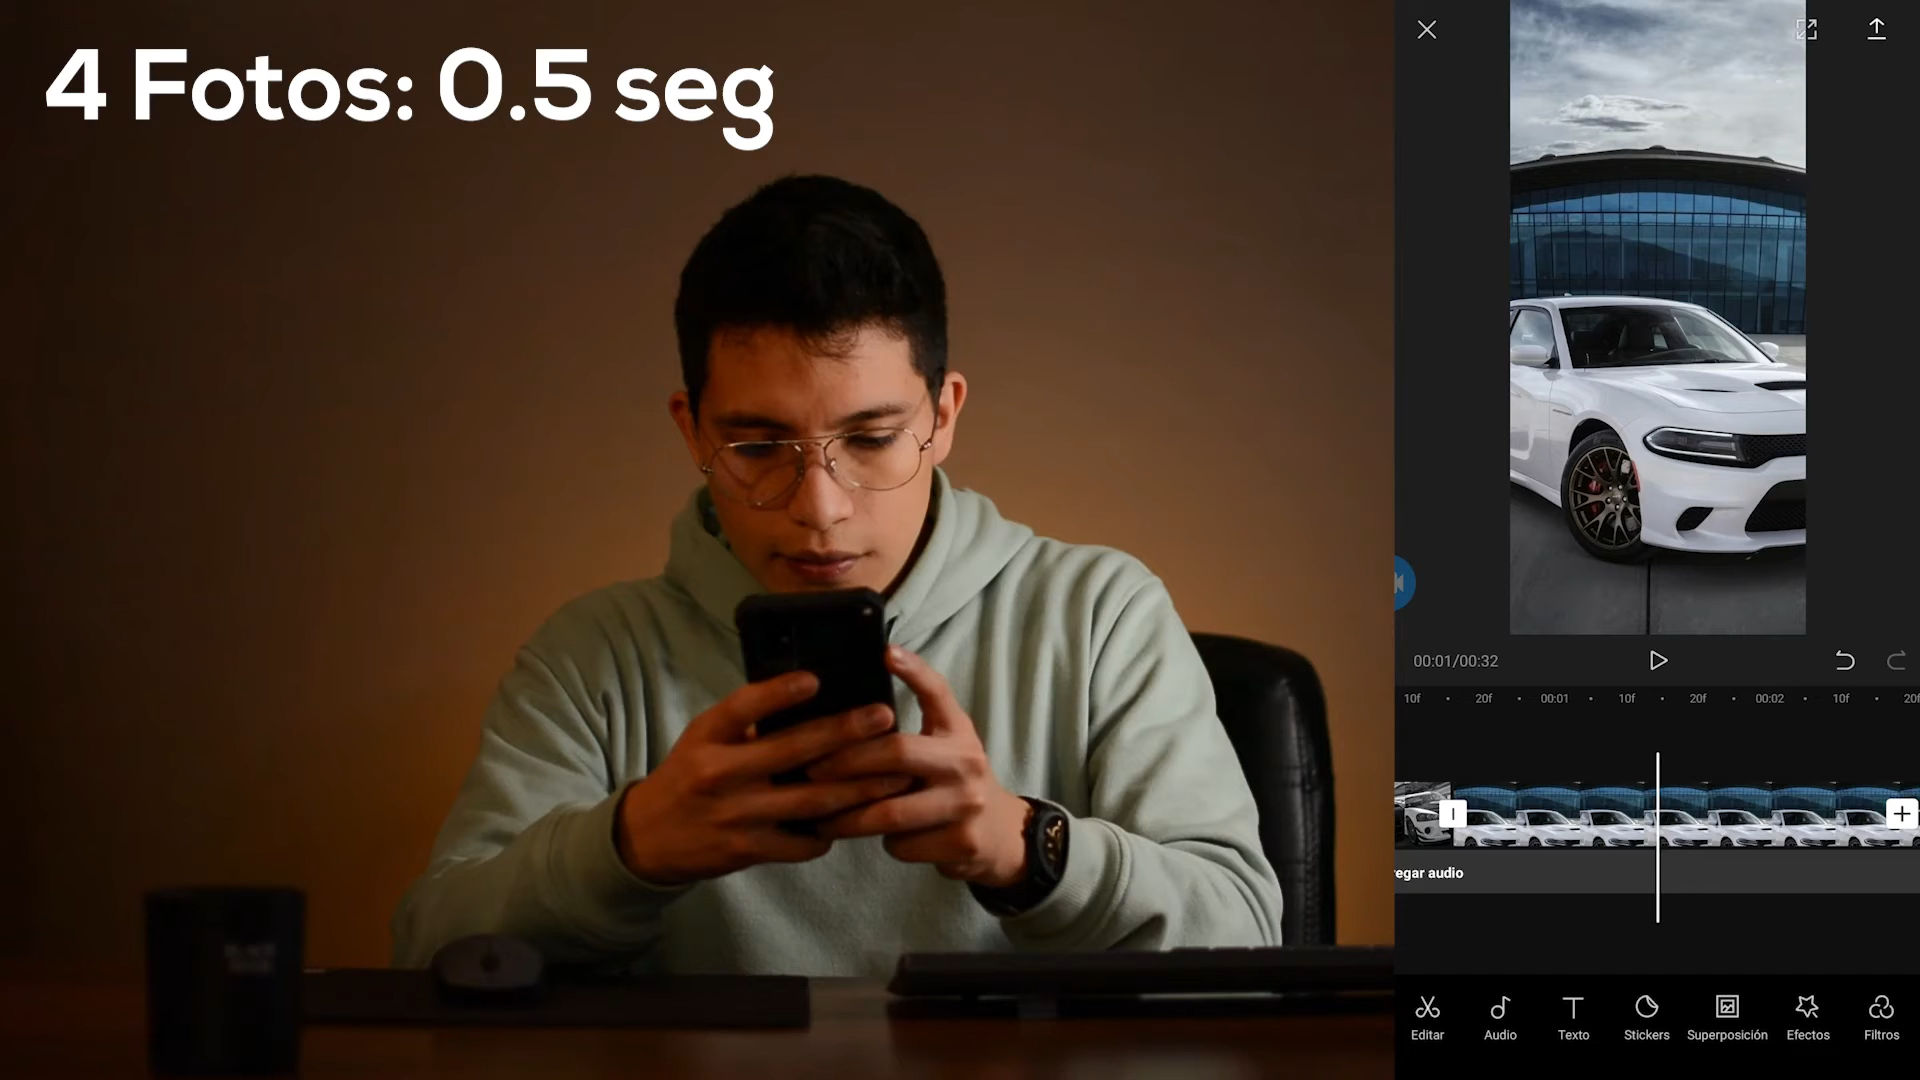 4 Fotos: 0.5 seg
00:01/00:32
10f 20f 00:01 10f 20f 00:02 10f 20f
regar audio
Editar Audio Texto Stickers Superposición Efectos Filtros